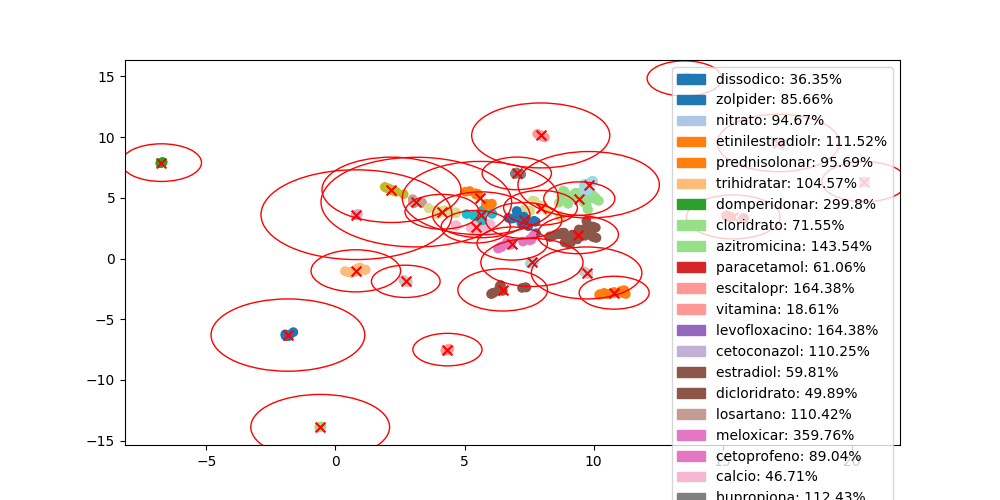 15
10
5
0
−5
−10
−15
−5
0
5
10
15
20
dissodico: 36.35%
zolpider: 85.66%
nitrato: 94.67%
etinilestradiolr: 111.52%
prednisolonar: 95.69%
trihidratar: 104.57%
domperidonar: 299.8%
cloridrato: 71.55%
azitromicina: 143.54%
paracetamol: 61.06%
escitalopr: 164.38%
vitamina: 18.61%
levofloxacino: 164.38%
cetoconazol: 110.25%
estradiol: 59.81%
dicloridrato: 49.89%
losartano: 110.42%
meloxicar: 359.76%
cetoprofeno: 89.04%
calcio: 46.71%
bupropiona: 112.43%